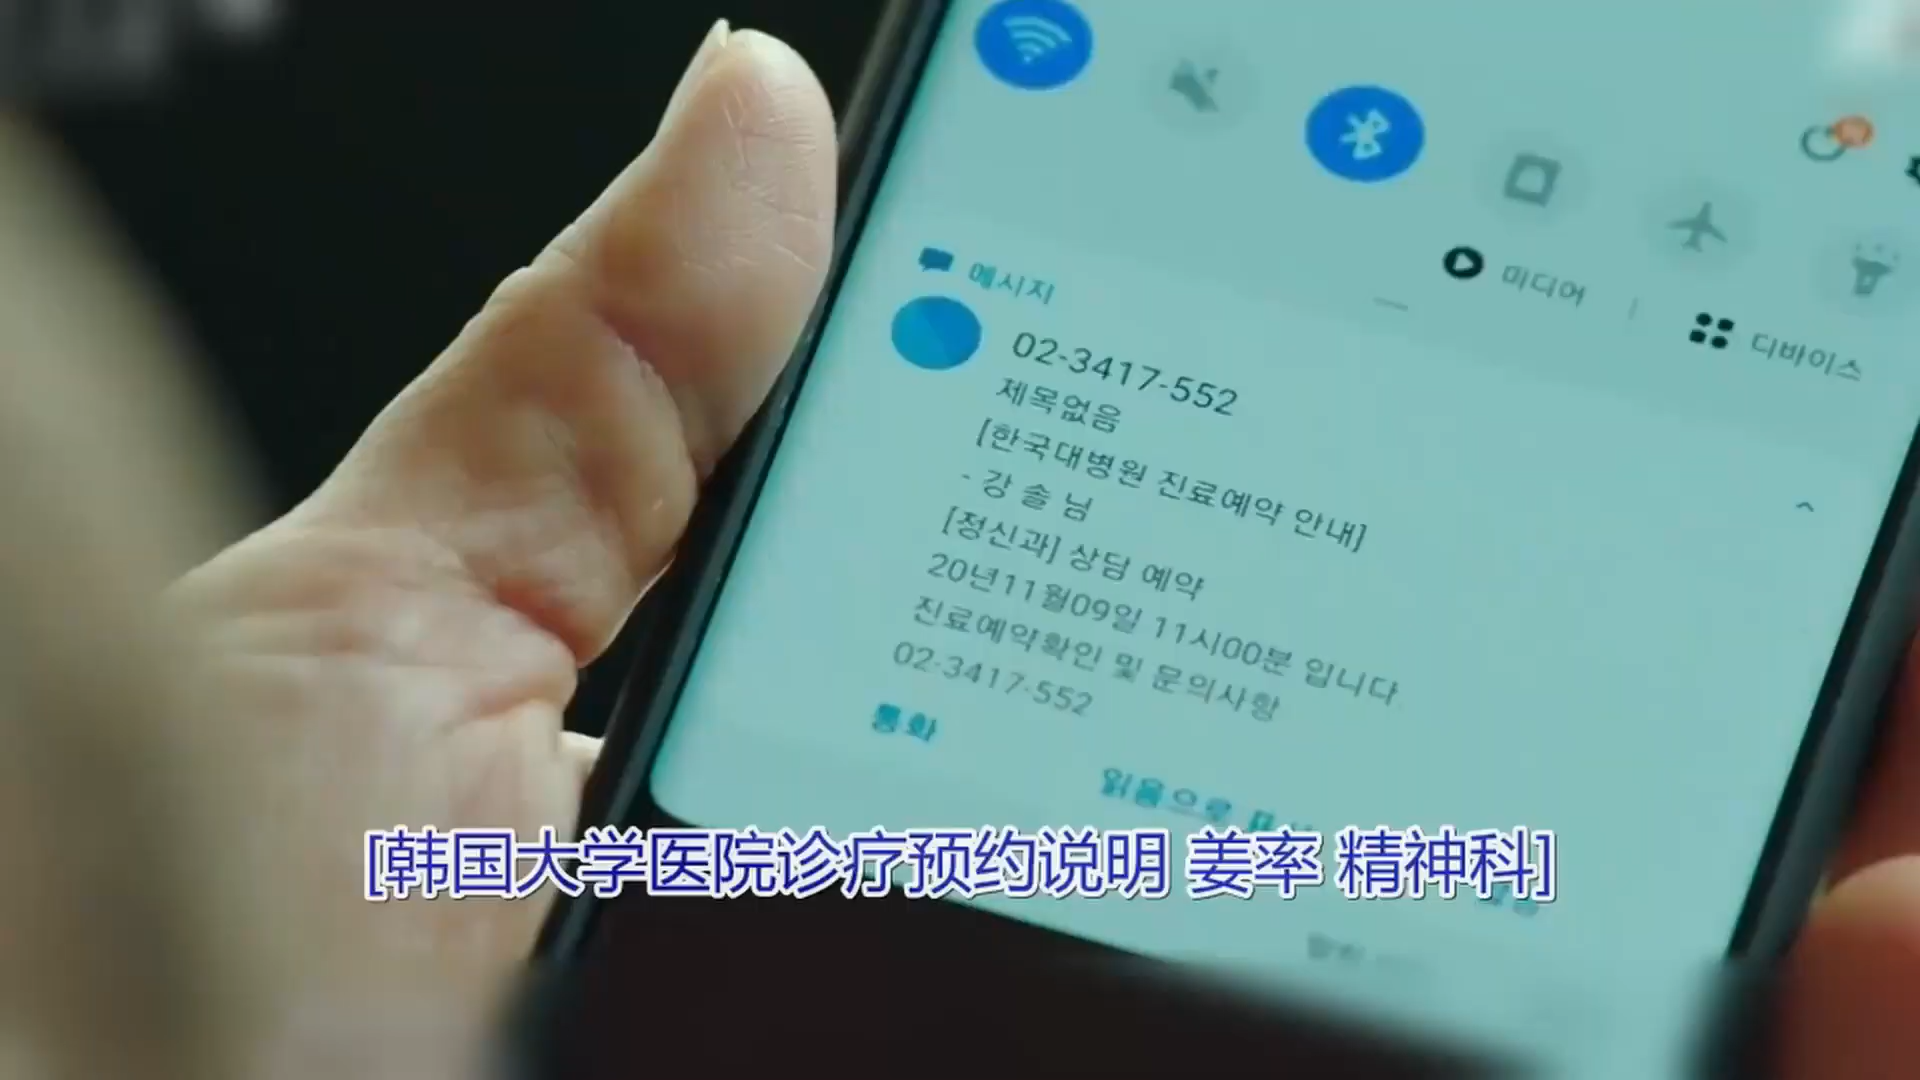 미디어
디바이스
메시지
02-3417-552
제목없음
[한국대병원 진료예약 안내]
- 강 솔 님
[정신과] 상담 예약
20년11월09일 11시00분 입니다
진료예약확인 및 문의사항
02-3417-552
통화
읽음으로
[韩国大学医院诊疗预约说明 姜率 精神科]